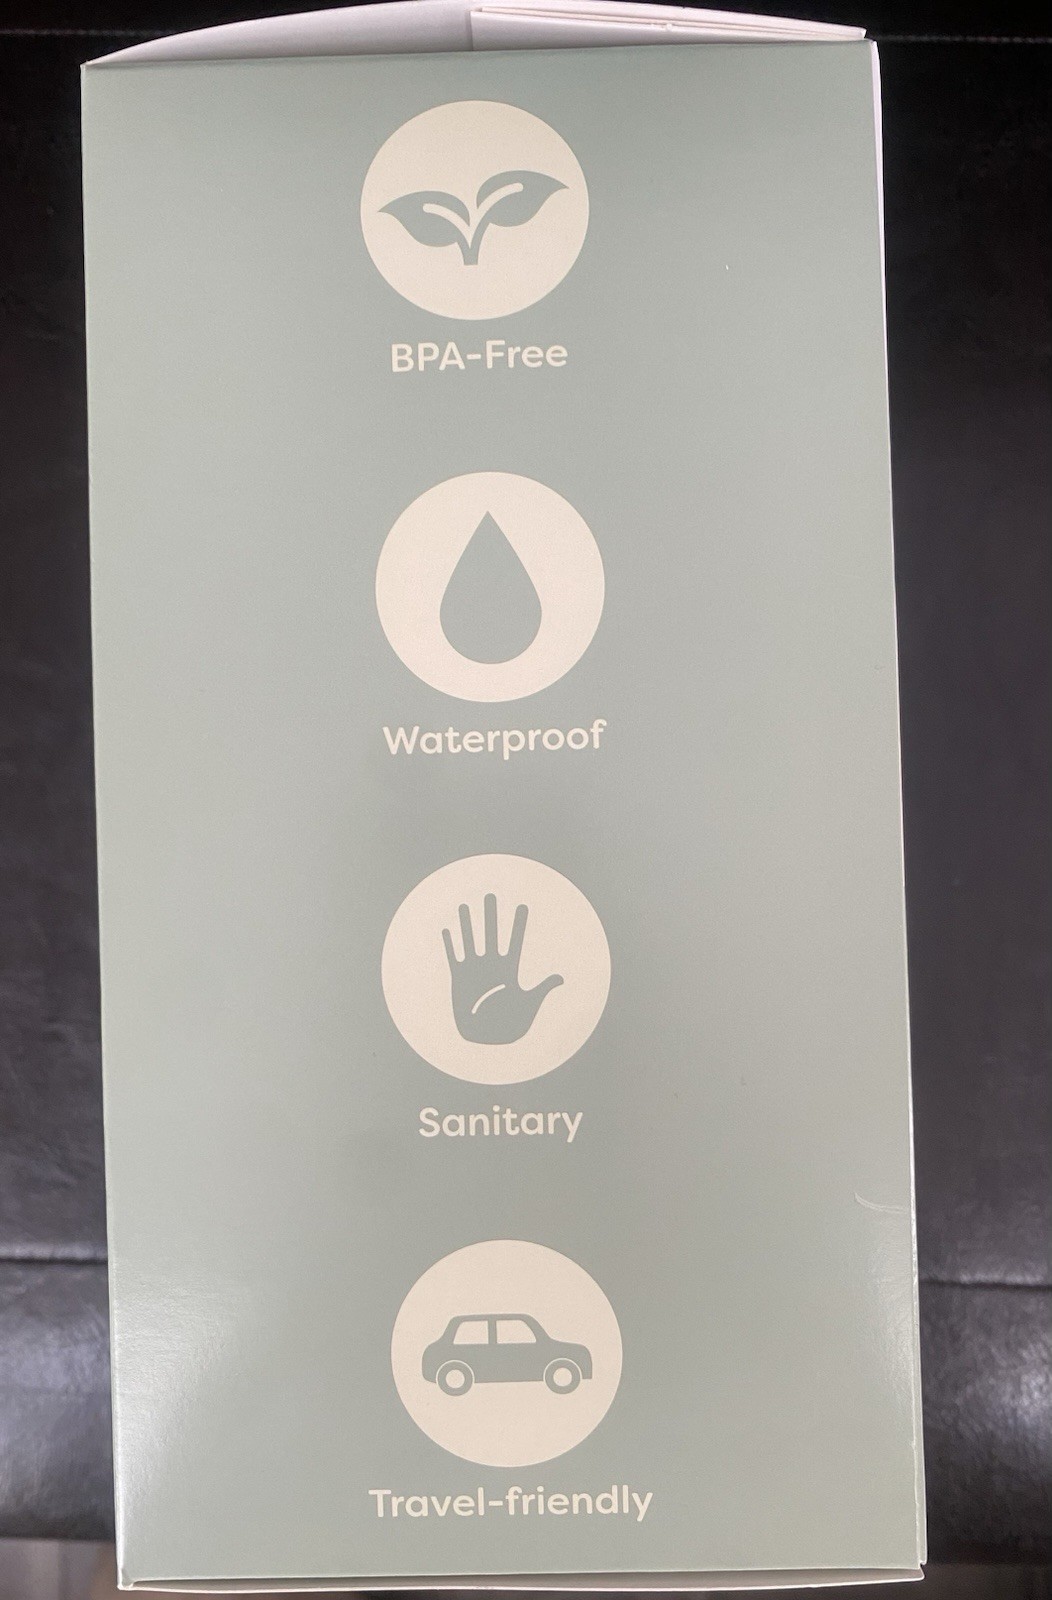 BPA-Free
Waterproof
Sanitary
Travel-friendly